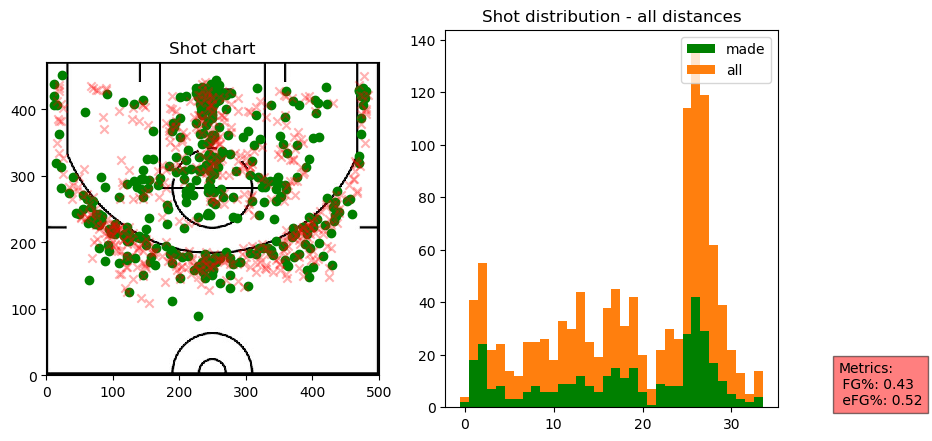 Shot chart
400
300
200
100
0
0 100 200 300 400 500
Shot distribution - all distances
140
120
100
80
60
40
20
0
0 10 20 30
made
all
Metrics:
FG%: 0.43
eFG%: 0.52